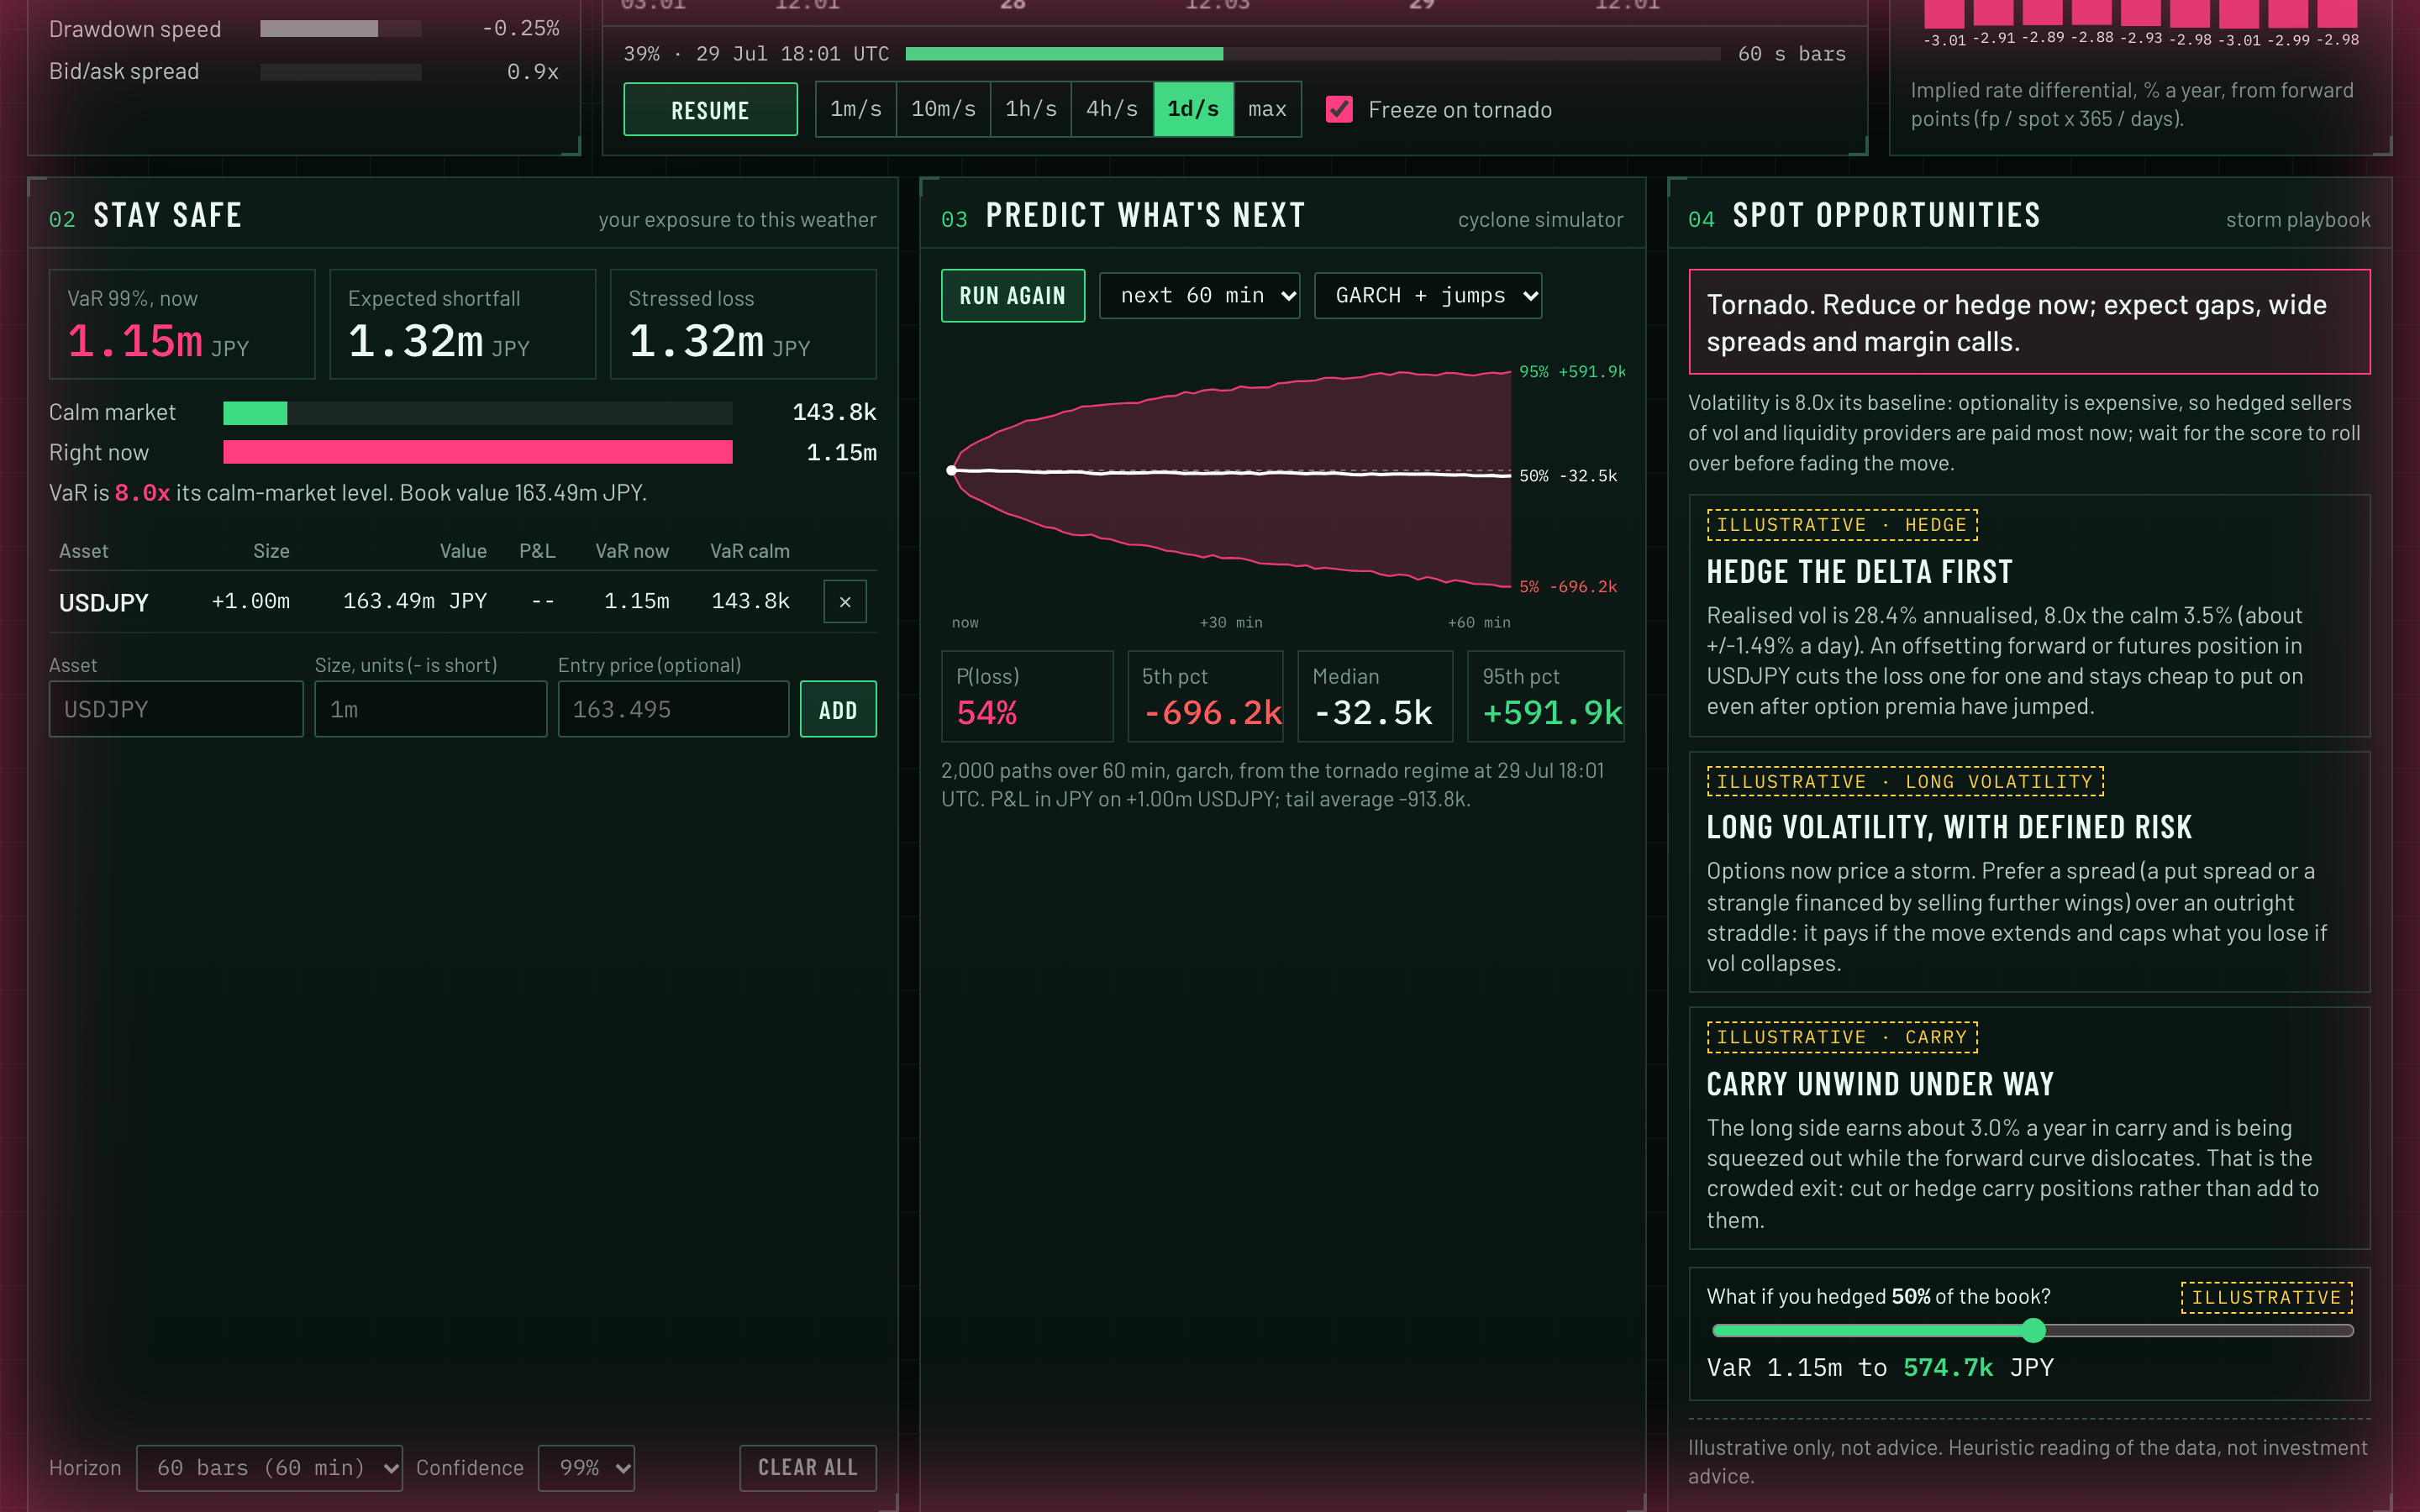 Drawdown speed -0.25%
Bid/ask spread 0.9x
03:01 12:01 28 12:03 29 12:01
39% · 29 Jul 18:01 UTC 60 s bars
RESUME 1m/s 10m/s 1h/s 4h/s 1d/s max Freeze on tornado
-3.01 -2.91 -2.89 -2.88 -2.93 -2.98 -3.01 -2.99 -2.98
Implied rate differential, % a year, from forward
points (fp / spot x 365 / days).
02 STAY SAFE your exposure to this weather
VaR 99%, now
1.15m JPY
Expected shortfall
1.32m JPY
Stressed loss
1.32m JPY
Calm market 143.8k
Right now 1.15m
VaR is 8.0x its calm-market level. Book value 163.49m JPY.
Asset Size Value P&L VaR now VaR calm
USDJPY +1.00m 163.49m JPY -- 1.15m 143.8k ×
Asset Size, units (- is short) Entry price (optional)
USDJPY 1m 163.495 ADD
Horizon 60 bars (60 min) Confidence 99% CLEAR ALL
03 PREDICT WHAT'S NEXT cyclone simulator
RUN AGAIN next 60 min GARCH + jumps
95% +591.9k
50% -32.5k
5% -696.2k
now +30 min +60 min
P(loss)
54%
5th pct
-696.2k
Median
-32.5k
95th pct
+591.9k
2,000 paths over 60 min, garch, from the tornado regime at 29 Jul 18:01
UTC. P&L in JPY on +1.00m USDJPY; tail average -913.8k.
04 SPOT OPPORTUNITIES storm playbook
Tornado. Reduce or hedge now; expect gaps, wide
spreads and margin calls.
Volatility is 8.0x its baseline: optionality is expensive, so hedged sellers
of vol and liquidity providers are paid most now; wait for the score to roll
over before fading the move.
ILLUSTRATIVE · HEDGE
HEDGE THE DELTA FIRST
Realised vol is 28.4% annualised, 8.0x the calm 3.5% (about
+/-1.49% a day). An offsetting forward or futures position in
USDJPY cuts the loss one for one and stays cheap to put on
even after option premia have jumped.
ILLUSTRATIVE · LONG VOLATILITY
LONG VOLATILITY, WITH DEFINED RISK
Options now price a storm. Prefer a spread (a put spread or a
strangle financed by selling further wings) over an outright
straddle: it pays if the move extends and caps what you lose if
vol collapses.
ILLUSTRATIVE · CARRY
CARRY UNWIND UNDER WAY
The long side earns about 3.0% a year in carry and is being
squeezed out while the forward curve dislocates. That is the
crowded exit: cut or hedge carry positions rather than add to
them.
What if you hedged 50% of the book? ILLUSTRATIVE
VaR 1.15m to 574.7k JPY
Illustrative only, not advice. Heuristic reading of the data, not investment
advice.